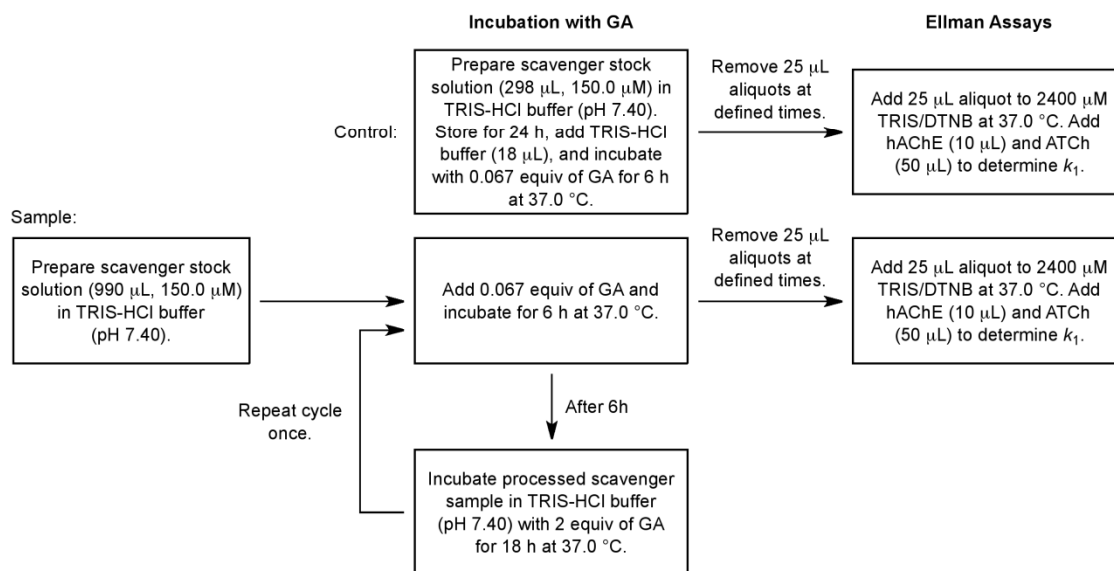 Incubation with GA
Ellman Assays
Control:
Prepare scavenger stock
solution (298 μL, 150.0 μM) in
TRIS-HCl buffer (pH 7.40).
Store for 24 h, add TRIS-HCl
buffer (18 μL), and incubate
with 0.067 equiv of GA for 6 h
at 37.0 °C.
Remove 25 μL
aliquots at
defined times.
Add 25 μL aliquot to 2400 μM
TRIS/DTNB at 37.0 °C. Add
hAChE (10 μL) and ATCh
(50 μL) to determine k₁.
Sample:
Prepare scavenger stock
solution (990 μL, 150.0 μM)
in TRIS-HCl buffer
(pH 7.40).
Add 0.067 equiv of GA and
incubate for 6 h at 37.0 °C.
Remove 25 μL
aliquots at
defined times.
Add 25 μL aliquot to 2400 μM
TRIS/DTNB at 37.0 °C. Add
hAChE (10 μL) and ATCh
(50 μL) to determine k₁.
Repeat cycle
once.
After 6h
Incubate processed scavenger
sample in TRIS-HCl buffer
(pH 7.40) with 2 equiv of GA
for 18 h at 37.0 °C.